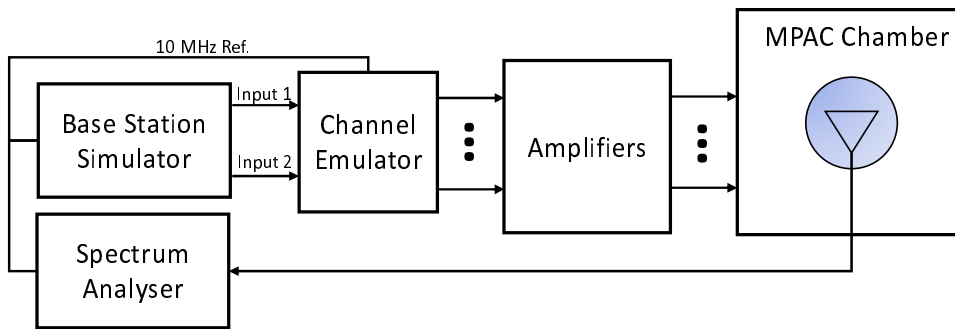 10 MHz Ref.
MPAC Chamber
Input 1
Base Station
Simulator
Channel
Emulator
Amplifiers
Input 2
Spectrum
Analyser